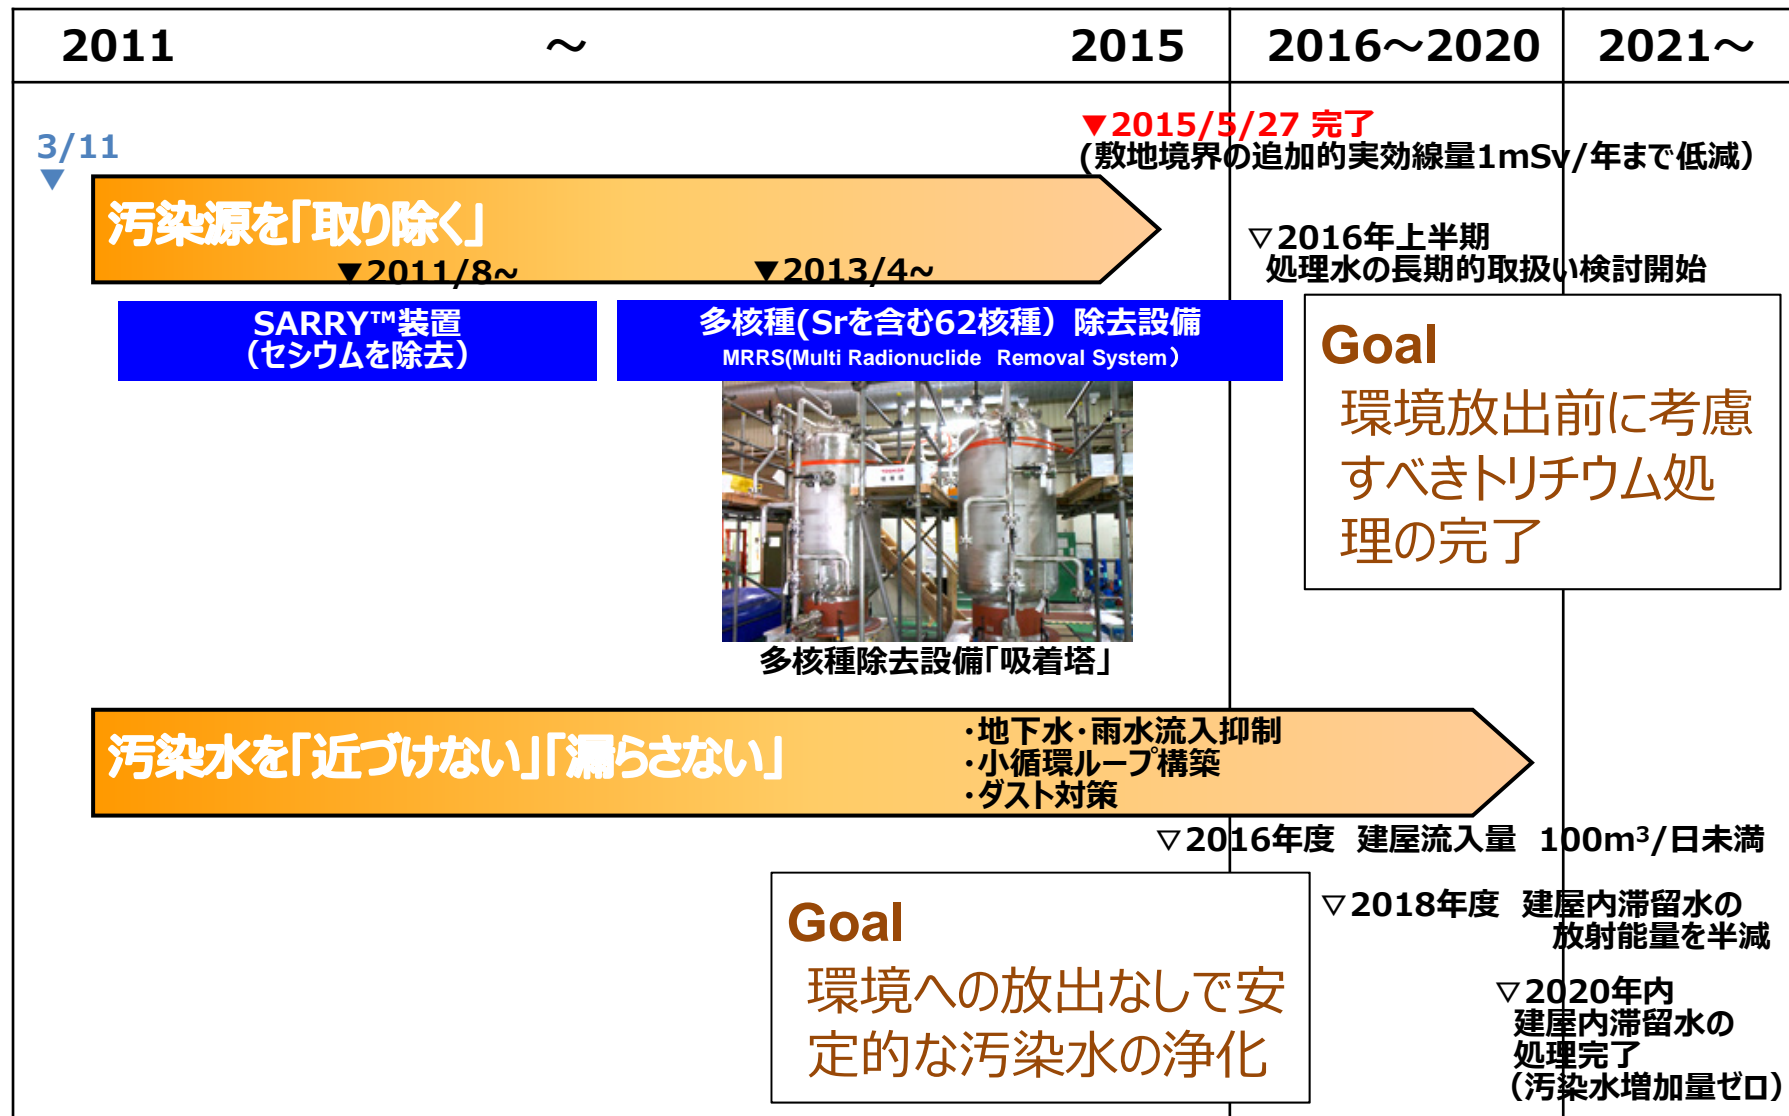 2011 ～ 2015 2016～2020 2021～
3/11
▼
▼2015/5/27 完了
(敷地境界の追加的実効線量1mSv/年まで低減）
汚染源を「取り除く」
▼2011/8~ ▼2013/4~
▽2016年上半期
処理水の長期的取扱い検討開始
SARRY™装置
（セシウムを除去）
多核種(Srを含む62核種）除去設備
MRRS(Multi Radionuclide Removal System）
Goal
環境放出前に考慮
すべきトリチウム処
理の完了
TOSHIBA
多核種除去設備「吸着塔」
汚染水を「近づけない」「漏らさない」
・地下水・雨水流入抑制
・小循環ループ構築
・ダスト対策
▽2016年度 建屋流入量 100m³/日未満
Goal
環境への放出なしで安
定的な汚染水の浄化
▽2018年度 建屋内滞留水の
放射能量を半減
▽2020年内
建屋内滞留水の
処理完了
（汚染水増加量ゼロ）